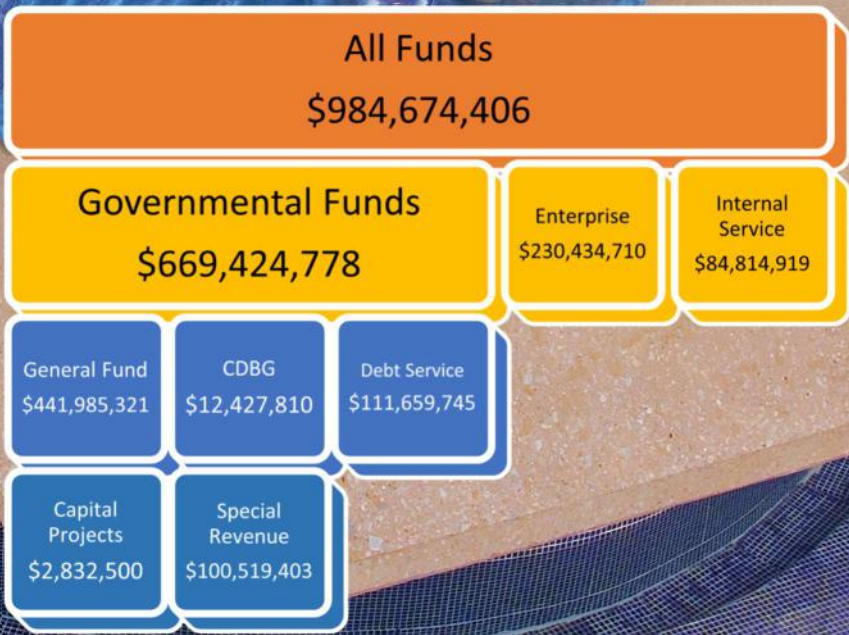 All Funds
$984,674,406
Governmental Funds
$669,424,778
Enterprise
$230,434,710
Internal
Service
$84,814,919
General Fund
$441,985,321
CDBG
$12,427,810
Debt Service
$111,659,745
Capital
Projects
$2,832,500
Special
Revenue
$100,519,403